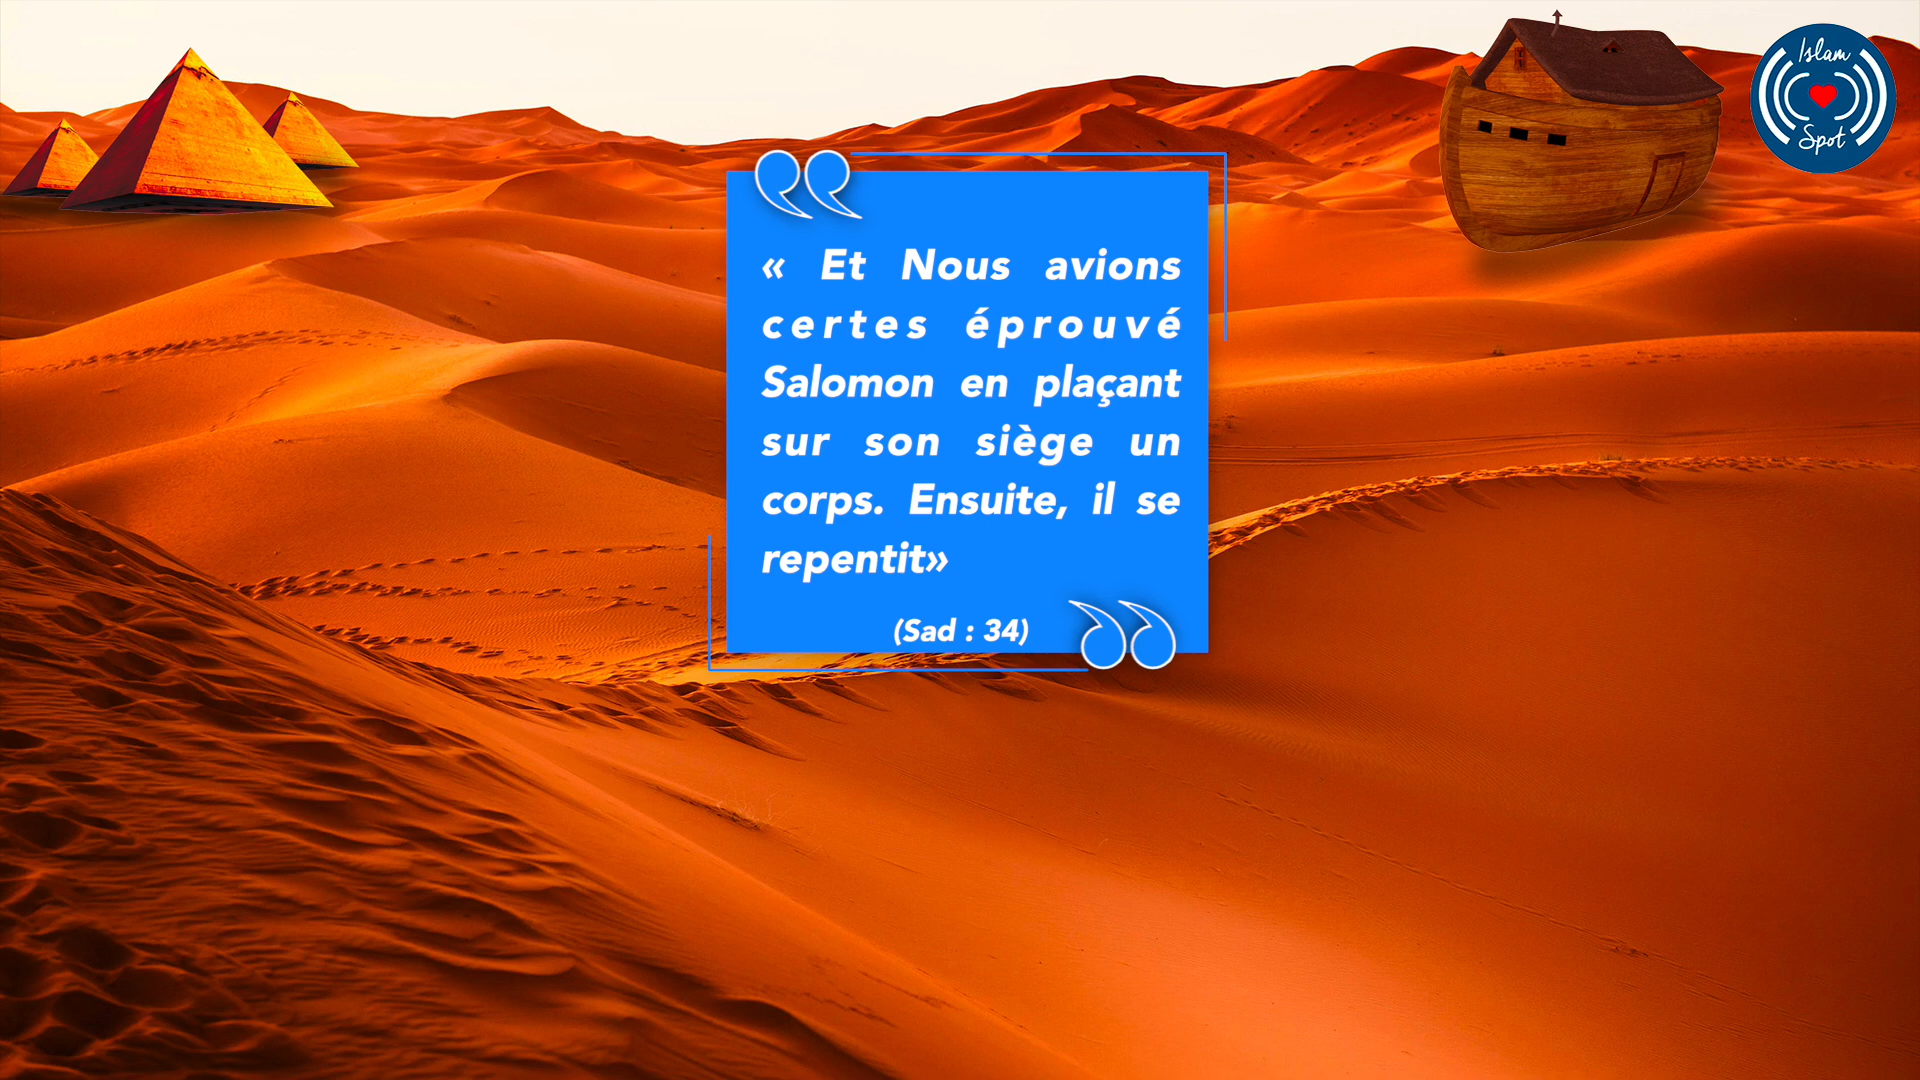 Islam
Spot
« Et Nous avions
certes éprouvé
Salomon en plaçant
sur son siège un
corps. Ensuite, il se
repentit»
(Sad : 34)